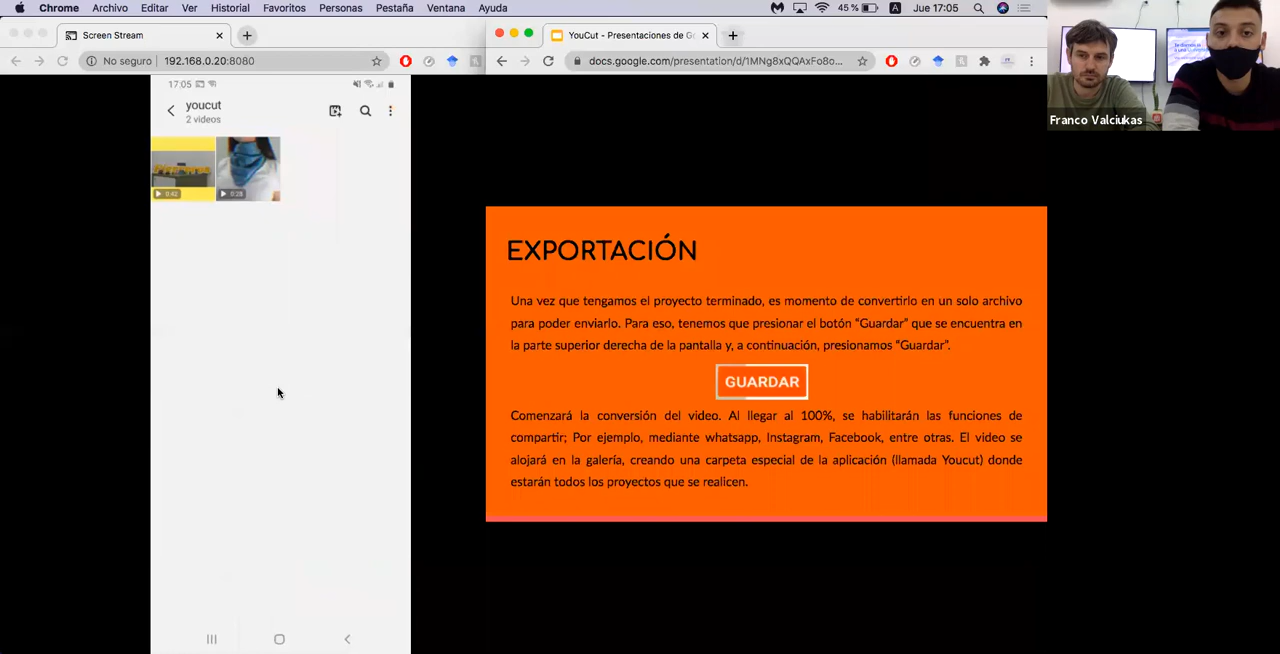 Chrome Archivo Editar Ver Historial Favoritos Personas Pestaña Ventana Ayuda
45 % A Jue 17:05
Screen Stream
No seguro 192.168.0.20:8080
YouCut - Presentaciones de Go
docs.google.com/presentation/d/1MNg8xQQAxFo8o...
Franco Valciukas
17:05
youcut
2 videos
0:42
0:28
EXPORTACIÓN
Una vez que tengamos el proyecto terminado, es momento de convertirlo en un solo archivo
para poder enviarlo. Para eso, tenemos que presionar el botón “Guardar” que se encuentra en
la parte superior derecha de la pantalla y, a continuación, presionamos “Guardar”.
GUARDAR
Comenzará la conversión del video. Al llegar al 100%, se habilitarán las funciones de
compartir; Por ejemplo, mediante whatsapp, Instagram, Facebook, entre otras. El video se
alojará en la galería, creando una carpeta especial de la aplicación (llamada Youcut) donde
estarán todos los proyectos que se realicen.